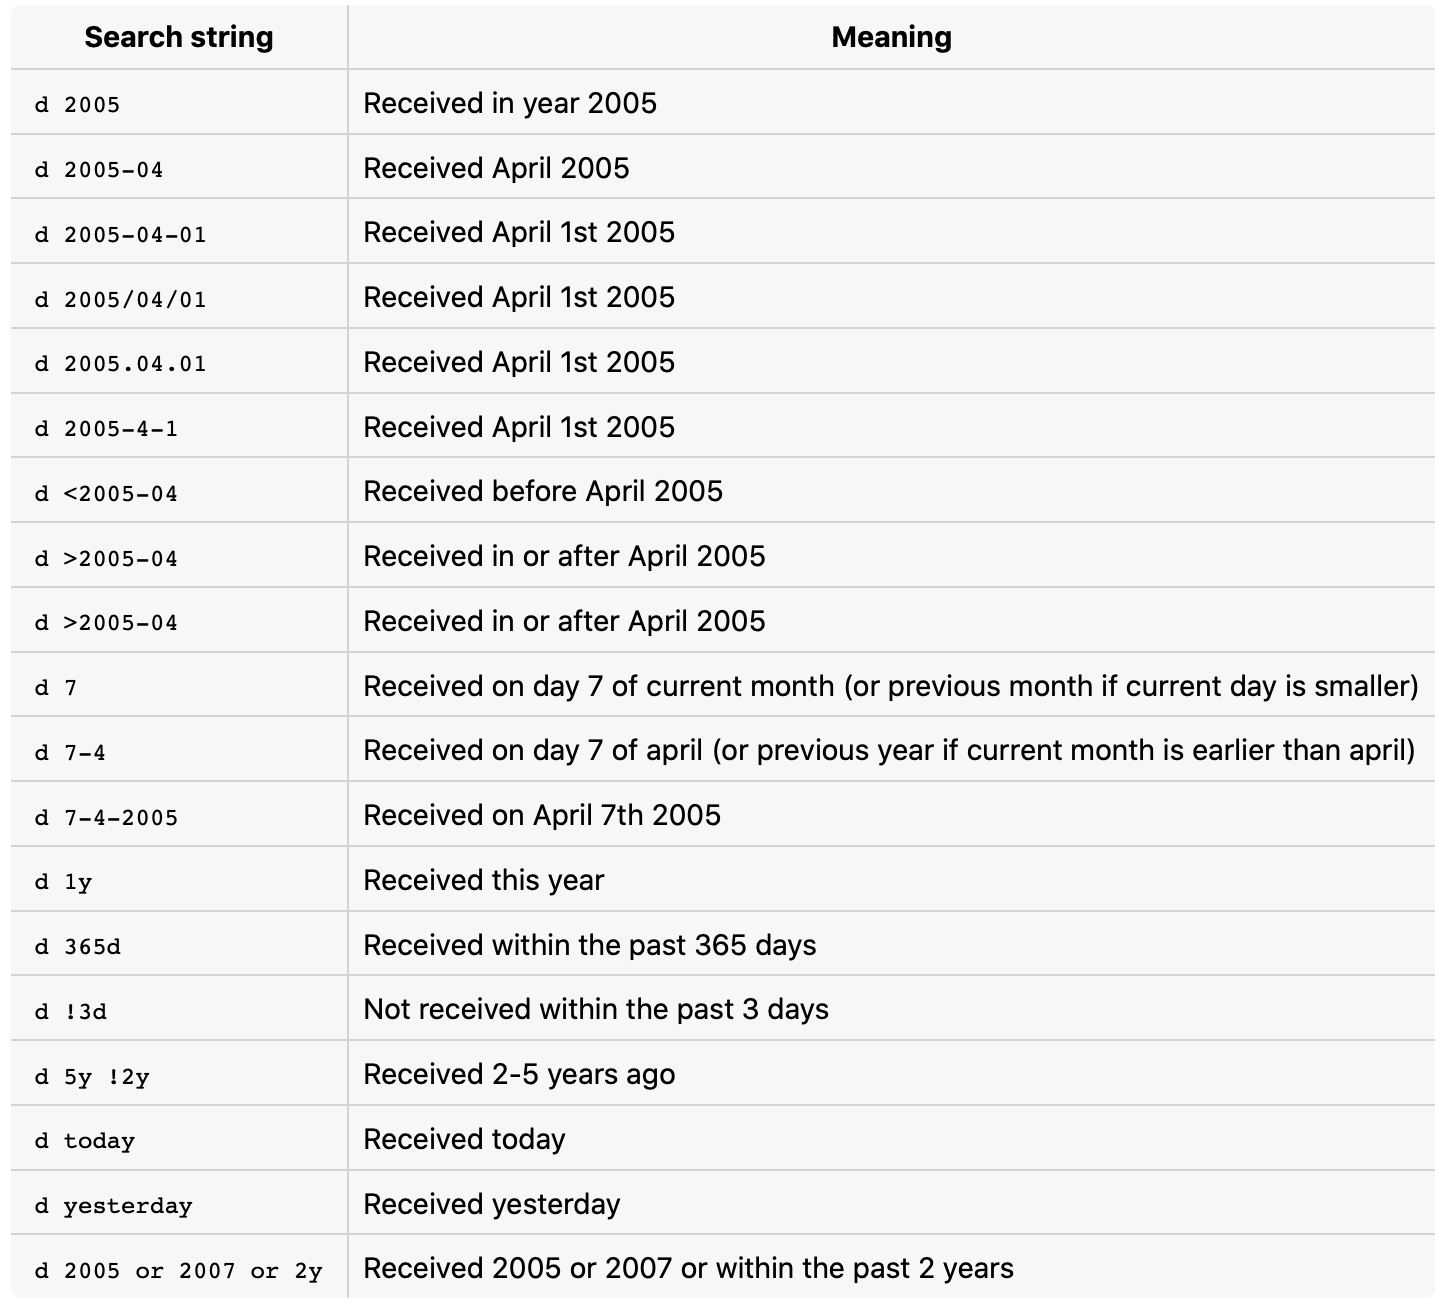 Search string Meaning
d 2005 Received in year 2005
d 2005-04 Received April 2005
d 2005-04-01 Received April 1st 2005
d 2005/04/01 Received April 1st 2005
d 2005.04.01 Received April 1st 2005
d 2005-4-1 Received April 1st 2005
d <2005-04 Received before April 2005
d >2005-04 Received in or after April 2005
d >2005-04 Received in or after April 2005
d 7 Received on day 7 of current month (or previous month if current day is smaller)
d 7-4 Received on day 7 of april (or previous year if current month is earlier than april)
d 7-4-2005 Received on April 7th 2005
d 1y Received this year
d 365d Received within the past 365 days
d !3d Not received within the past 3 days
d 5y !2y Received 2-5 years ago
d today Received today
d yesterday Received yesterday
d 2005 or 2007 or 2y Received 2005 or 2007 or within the past 2 years